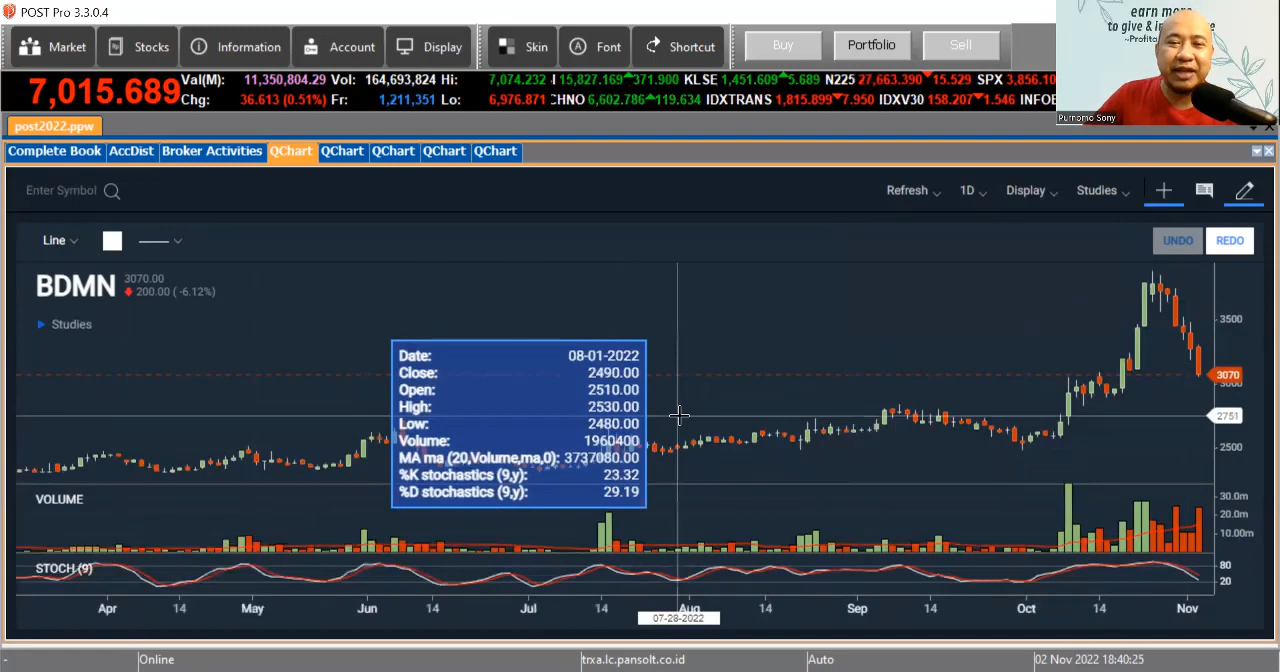 POST Pro 3.3.0.4
earn more
to give &
~Profita
Purnomo Sony
Market Stocks Information Account Display Skin Font Shortcut Buy Portfolio Sell
7,015.689
Val(M): 11,350,804.29 Vol: 164,693,824 Hi: 7,074.232
Chg: 36.613 (0.51%) Fr: 1,211,351 Lo: 6,976.871
15,827.169 371.900 KLSE 1,451.609 5.689 N225 27,663.390 15.529 SPX 3,856.10
CHNO 6,602.786 119.634 IDXTRANS 1,815.899 7.950 IDXV30 158.207 1.546 INFOE
post2022.ppw
Complete Book AccDist Broker Activities QChart QChart QChart QChart QChart
Enter Symbol Refresh 1D Display Studies
Line UNDO REDO
BDMN 3070.00
200.00 ( -6.12%)
Studies
Date: 08-01-2022
Close: 2490.00
Open: 2510.00
High: 2530.00
Low: 2480.00
Volume: 1960400
MA ma (20,Volume,ma,0): 3737080.00
%K stochastics (9,y): 23.32
%D stochastics (9,y): 29.19
3500
3070
3000
2751
2500
VOLUME
30.0m
20.0m
10.00m
STOCH (9)
80
20
Apr 14 May Jun 14 Jul 14 Aug 14 Sep 14 Oct 14 Nov
07-28-2022
- Online trxa.lc.pansolt.co.id Auto 02 Nov 2022 18:40:25